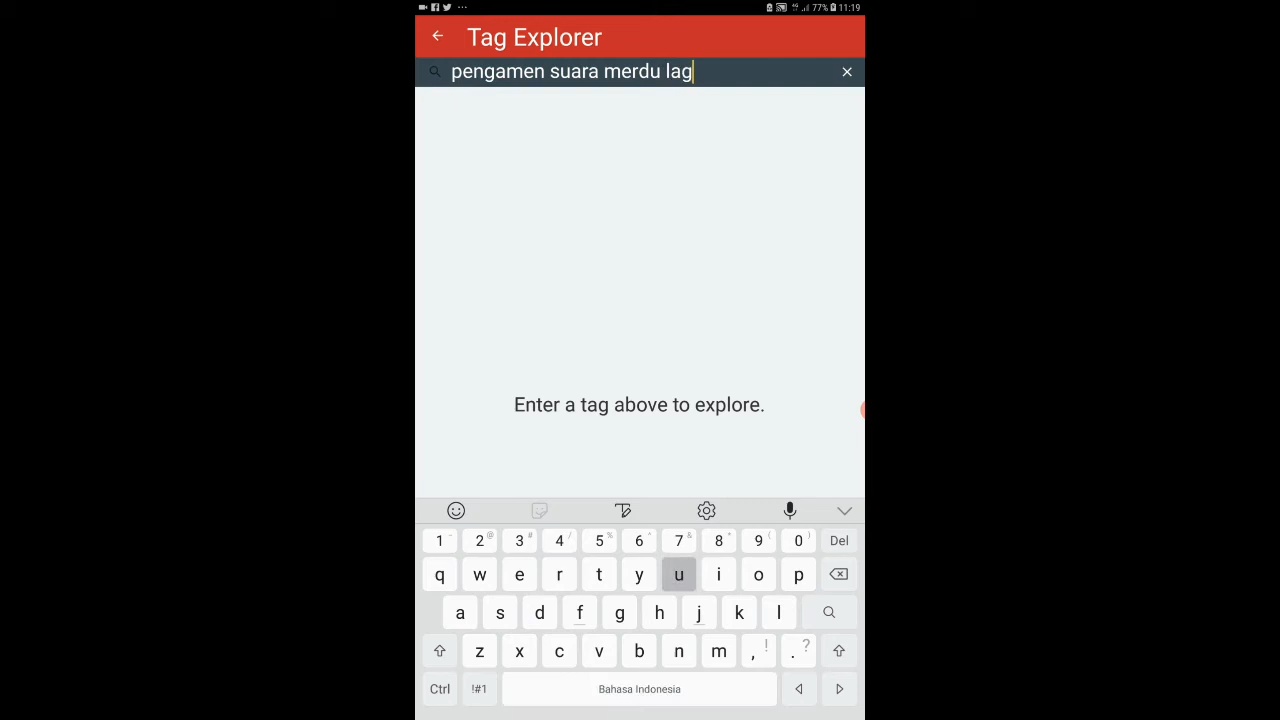 77% 11:19
Tag Explorer
pengamen suara merdu lag
Enter a tag above to explore.
1 - 2 @ 3 # 4 / 5 % 6 ^ 7 & 8 * 9 ( 0 ) Del
q w e r t y u i o p
a s d f g h j k l
z x c v b n m , ! . ?
Ctrl !#1 Bahasa Indonesia